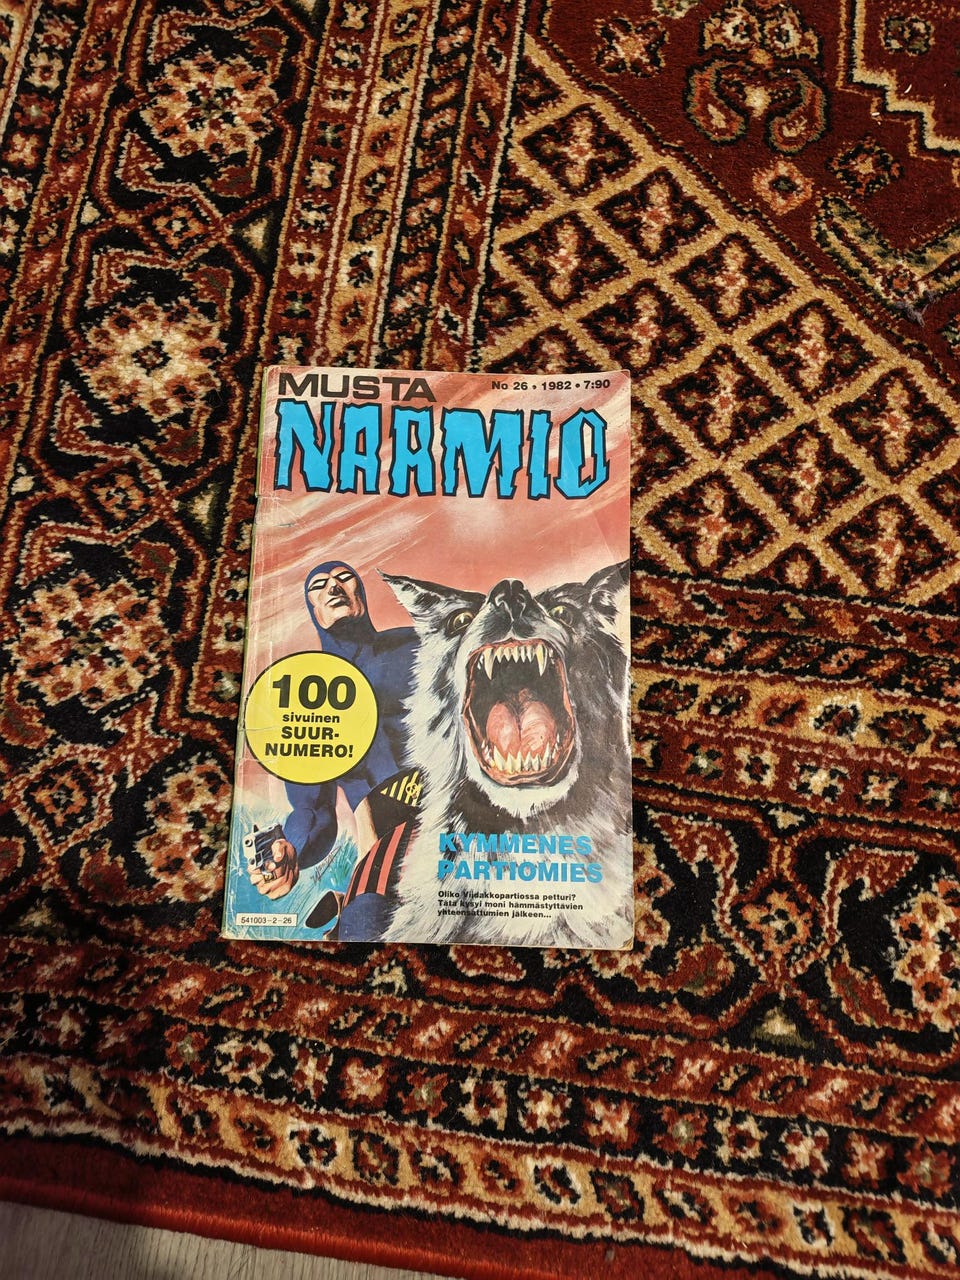 MUSTA
No 26 • 1982 • 7:90
NAAMIO
100
sivuinen
SUUR-
NUMERO!
KYMMENES
PARTIOMIES
Oliko Viidakkopartiossa petturi?
Tätä kysyi moni hämmästyttävien
yhteensattumien jälkeen...
541003-2-26